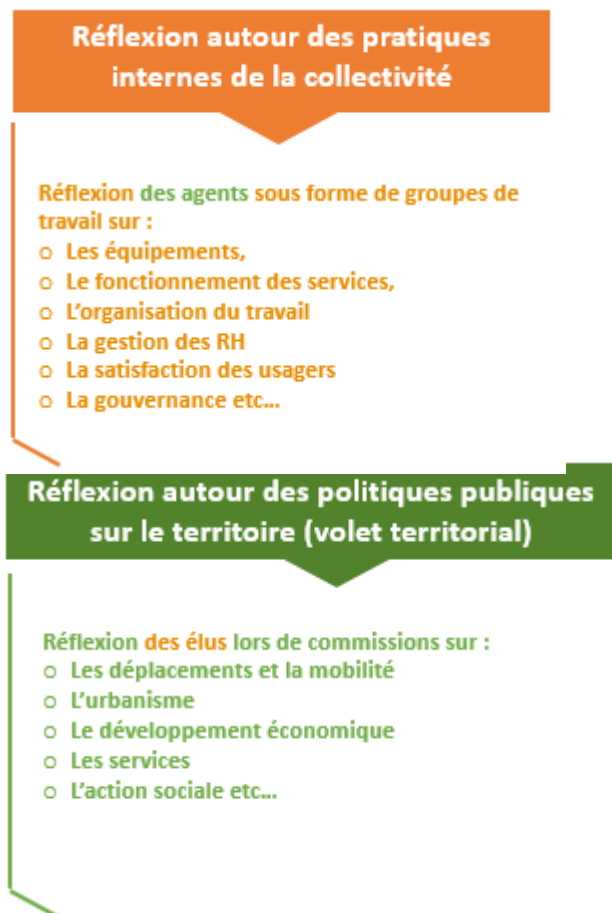 Réflexion autour des pratiques
internes de la collectivité
Réflexion des agents sous forme de groupes de
travail sur :
o Les équipements,
o Le fonctionnement des services,
o L’organisation du travail
o La gestion des RH
o La satisfaction des usagers
o La gouvernance etc…
Réflexion autour des politiques publiques
sur le territoire (volet territorial)
Réflexion des élus lors de commissions sur :
o Les déplacements et la mobilité
o L’urbanisme
o Le développement économique
o Les services
o L’action sociale etc…